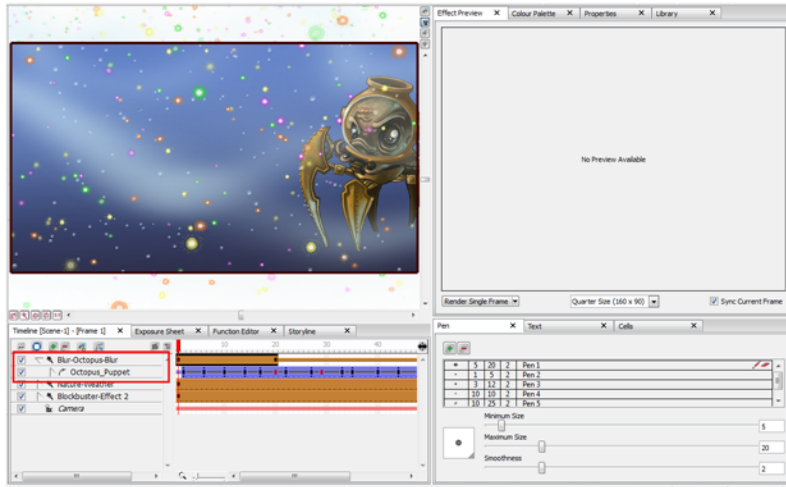 Effect Preview X Colour Palette X Properties X Library X
No Preview Available
Render Single Frame Quarter Size (160 x 90) Sync Current Frame
Timeline [Scene-1] - [Frame 1] X Exposure Sheet X Function Editor X Storyline X
10 20 30 40
Blur-Octopus-Blur
Octopus_Puppet
Nature-Weather
Blockbuster-Effect 2
Camera
Pen X Text X Cells X
5 20 2 Pen 1
1 5 2 Pen 2
3 12 2 Pen 3
10 10 2 Pen 4
10 25 2 Pen 5
Minimum Size
5
Maximum Size
20
Smoothness
2